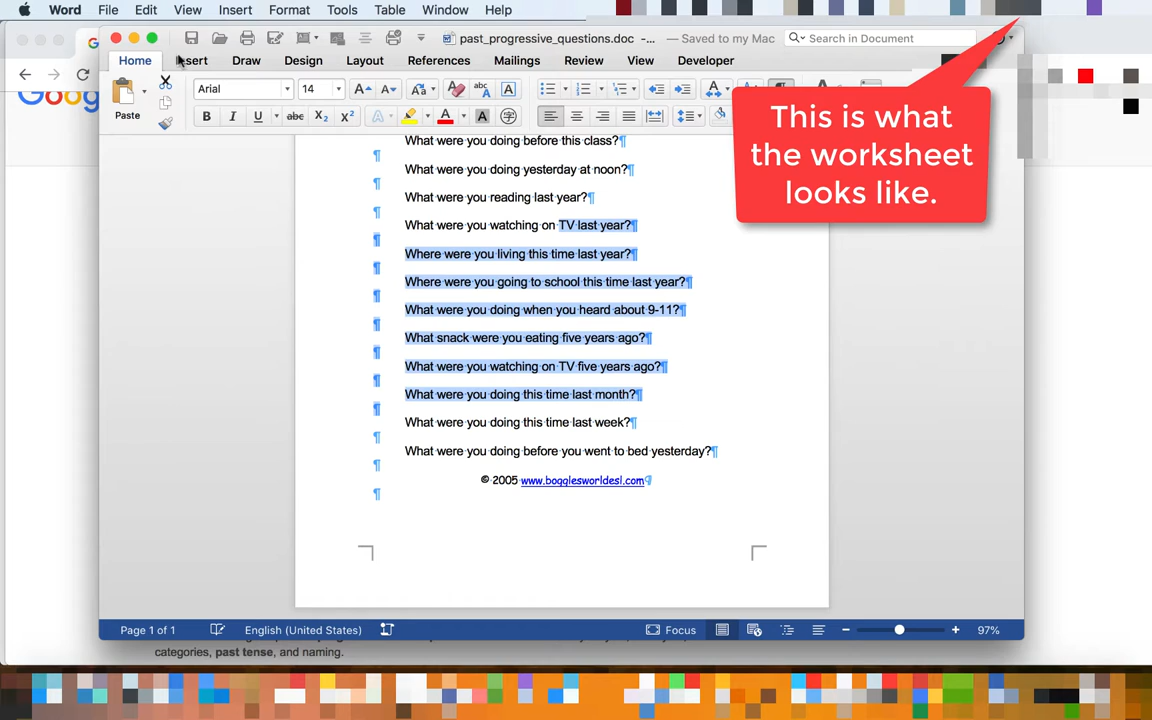 Word File Edit View Insert Format Tools Table Window Help
past_progressive_questions.doc -... — Saved to my Mac
Search in Document
Home Insert Draw Design Layout References Mailings Review View Developer
Paste
Arial 14
This is what
the worksheet
looks like.
What were you doing before this class?¶
What were you doing yesterday at noon?¶
What were you reading last year?¶
What were you watching on TV last year?¶
Where were you living this time last year?¶
Where were you going to school this time last year?¶
What were you doing when you heard about 9-11?¶
What snack were you eating five years ago?¶
What were you watching on TV five years ago?¶
What were you doing this time last month?¶
What were you doing this time last week?¶
What were you doing before you went to bed yesterday?¶
© 2005 www.bogglesworldesl.com¶
Page 1 of 1 English (United States) Focus 97%
categories, past tense, and naming.